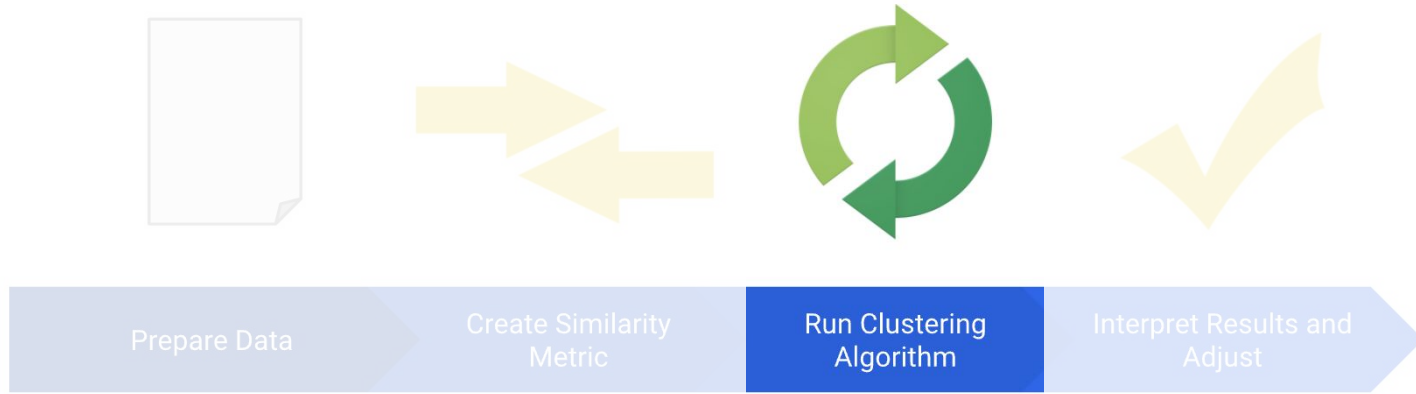 Prepare Data
Create Similarity
Metric
Run Clustering
Algorithm
Interpret Results and
Adjust